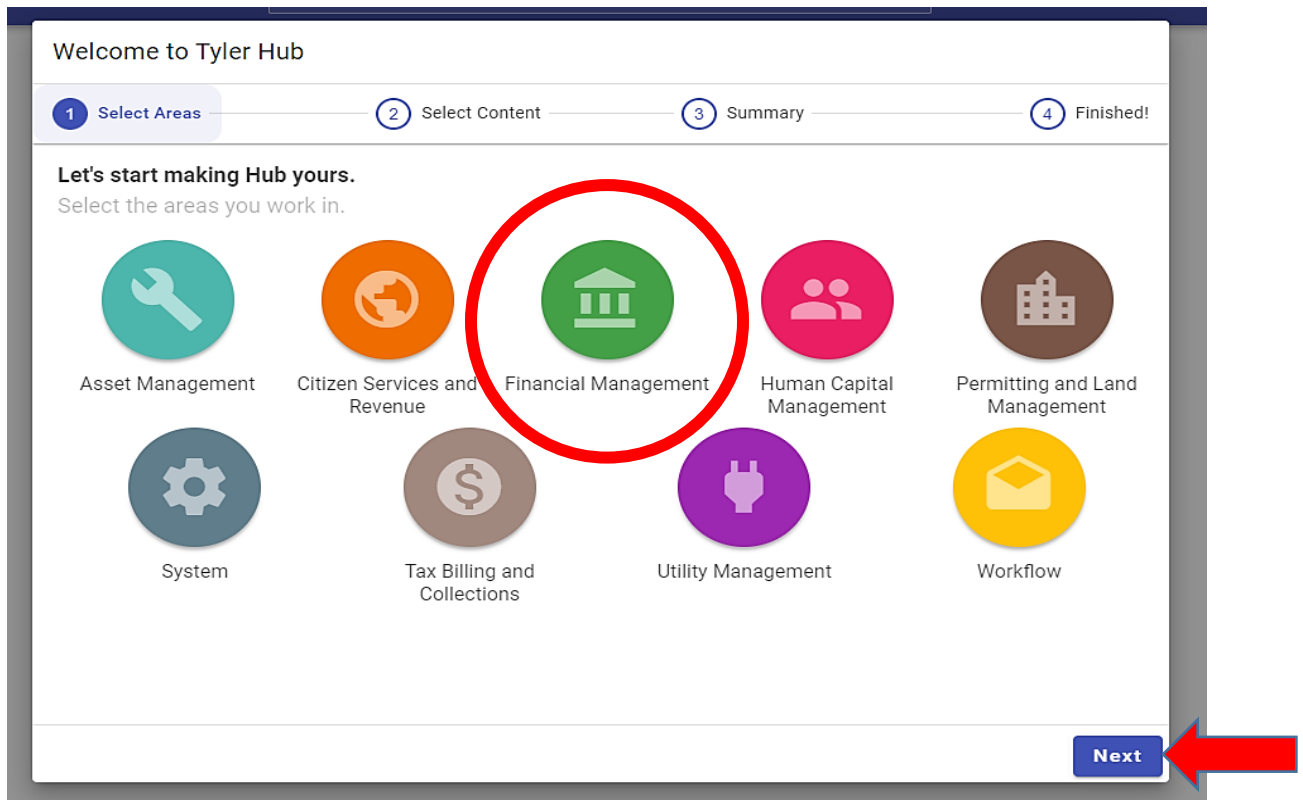 Welcome to Tyler Hub
1 Select Areas 2 Select Content 3 Summary 4 Finished!
Let's start making Hub yours.
Select the areas you work in.
Asset Management
Citizen Services and
Revenue
Financial Management
Human Capital
Management
Permitting and Land
Management
$
System
Tax Billing and
Collections
Utility Management
Workflow
Next